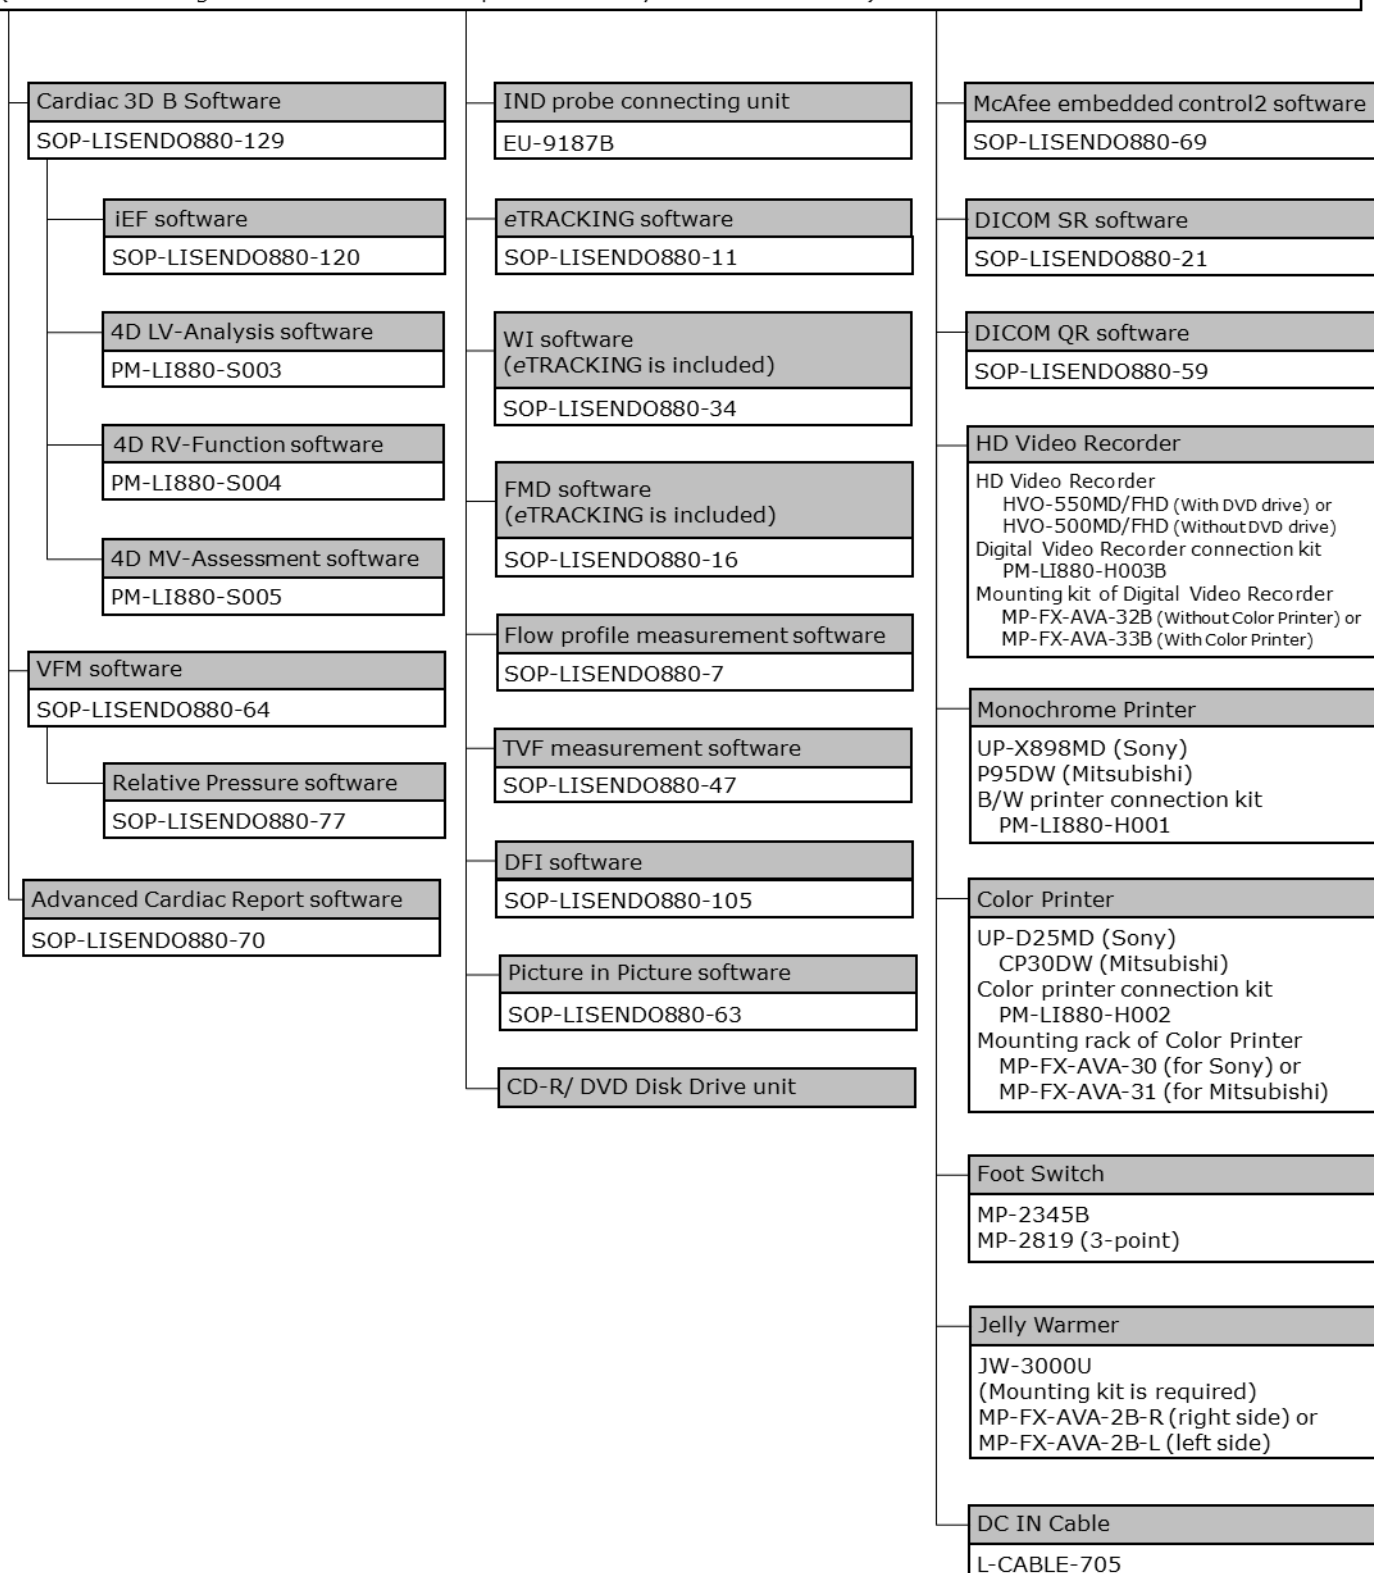 Cardiac 3D B Software
SOP-LISENDO880-129
iEF software
SOP-LISENDO880-120
4D LV-Analysis software
PM-LI880-S003
4D RV-Function software
PM-LI880-S004
4D MV-Assessment software
PM-LI880-S005
VFM software
SOP-LISENDO880-64
Relative Pressure software
SOP-LISENDO880-77
Advanced Cardiac Report software
SOP-LISENDO880-70
IND probe connecting unit
EU-9187B
eTRACKING software
SOP-LISENDO880-11
WI software
(eTRACKING is included)
SOP-LISENDO880-34
FMD software
(eTRACKING is included)
SOP-LISENDO880-16
Flow profile measurement software
SOP-LISENDO880-7
TVF measurement software
SOP-LISENDO880-47
DFI software
SOP-LISENDO880-105
Picture in Picture software
SOP-LISENDO880-63
CD-R/ DVD Disk Drive unit
McAfee embedded control2 software
SOP-LISENDO880-69
DICOM SR software
SOP-LISENDO880-21
DICOM QR software
SOP-LISENDO880-59
HD Video Recorder
HD Video Recorder
HVO-550MD/FHD (With DVD drive) or
HVO-500MD/FHD (Without DVD drive)
Digital Video Recorder connection kit
PM-LI880-H003B
Mounting kit of Digital Video Recorder
MP-FX-AVA-32B (Without Color Printer) or
MP-FX-AVA-33B (With Color Printer)
Monochrome Printer
UP-X898MD (Sony)
P95DW (Mitsubishi)
B/W printer connection kit
PM-LI880-H001
Color Printer
UP-D25MD (Sony)
CP30DW (Mitsubishi)
Color printer connection kit
PM-LI880-H002
Mounting rack of Color Printer
MP-FX-AVA-30 (for Sony) or
MP-FX-AVA-31 (for Mitsubishi)
Foot Switch
MP-2345B
MP-2819 (3-point)
Jelly Warmer
JW-3000U
(Mounting kit is required)
MP-FX-AVA-2B-R (right side) or
MP-FX-AVA-2B-L (left side)
DC IN Cable
L-CABLE-705